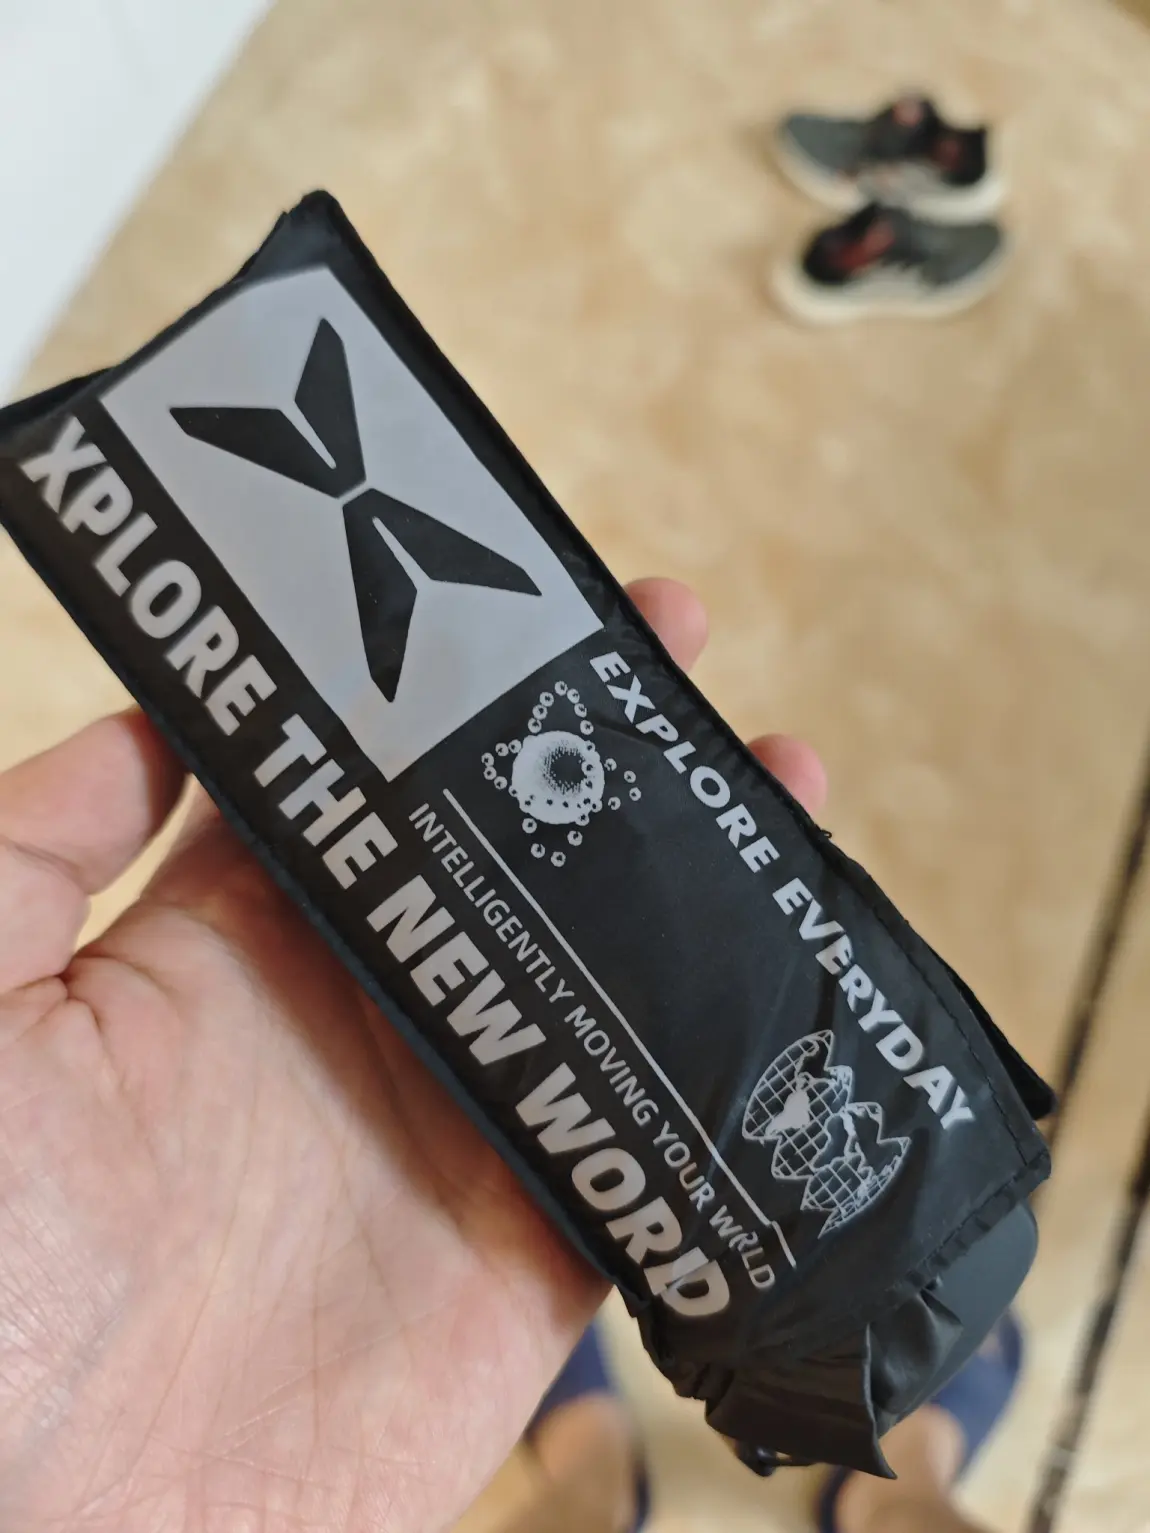 XPLORE THE NEW WORD
INTELLIGENTLY MOVING YOUR WRLD
EXPLORE EVERYDAY